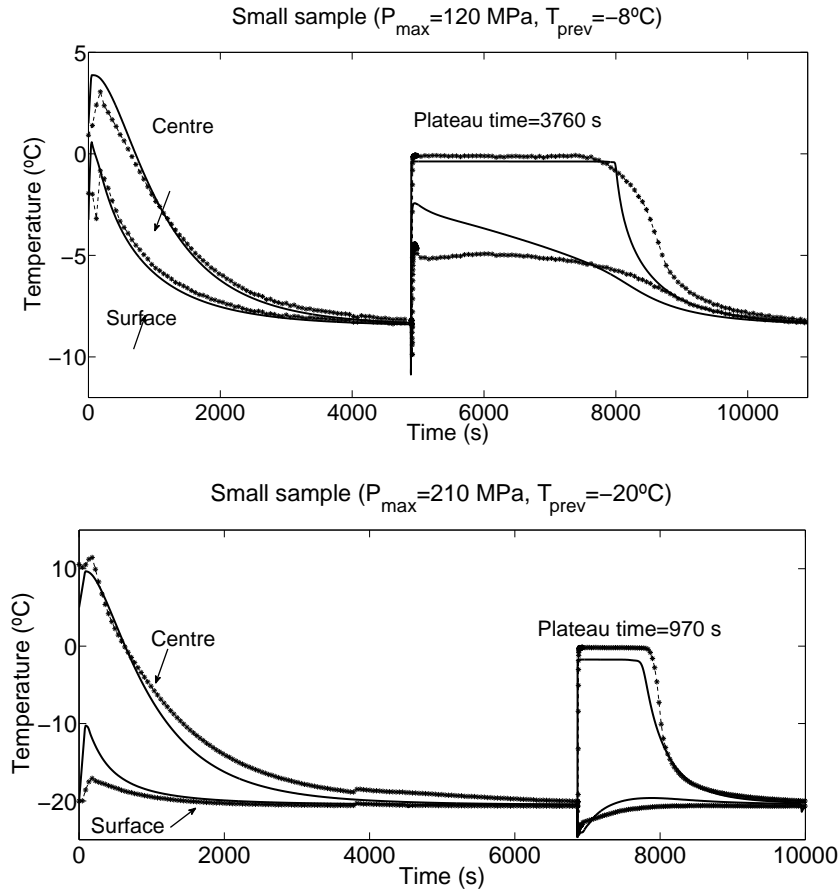 Small sample (P_max=120 MPa, T_prev=−8ºC)
5
0
−5
−10
Temperature (ºC)
Centre
Surface
Plateau time=3760 s
0 2000 4000 6000 8000 10000
Time (s)
Small sample (P_max=210 MPa, T_prev=−20ºC)
10
0
−10
−20
Temperature (ºC)
Centre
Surface
Plateau time=970 s
0 2000 4000 6000 8000 10000
Time (s)